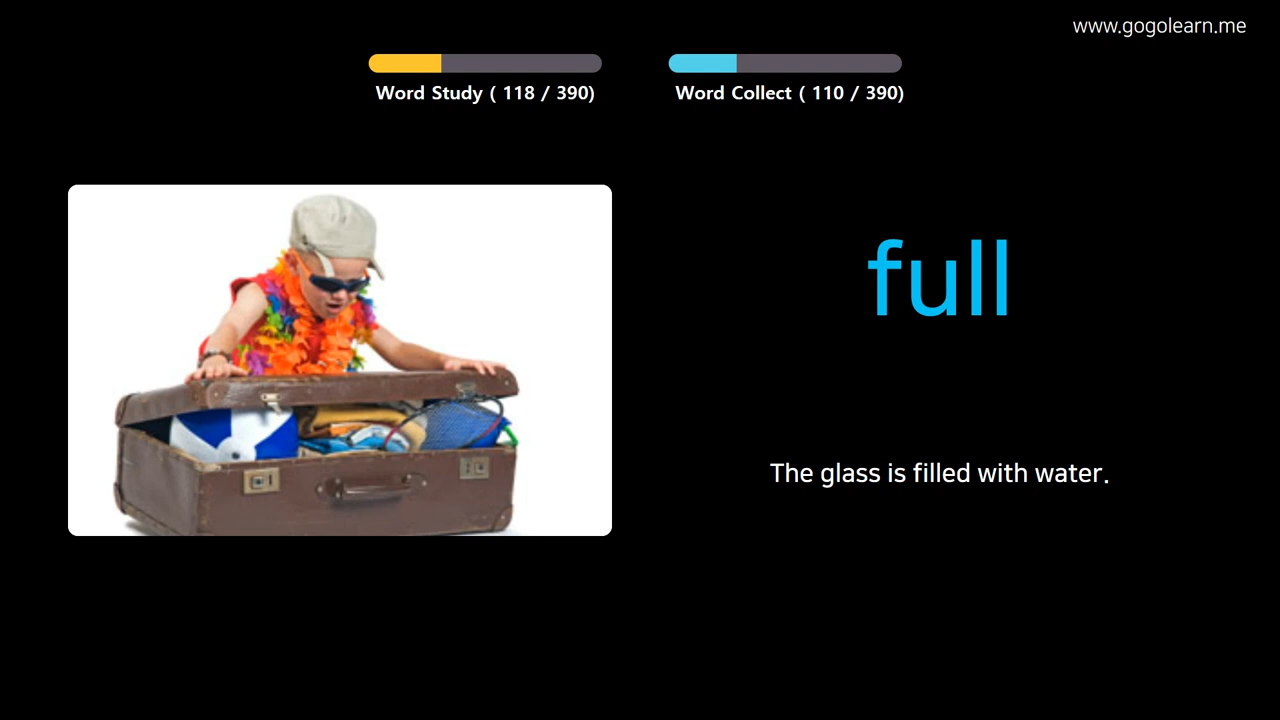 www.gogolearn.me
Word Study ( 118 / 390)
Word Collect ( 110 / 390)
full
The glass is filled with water.